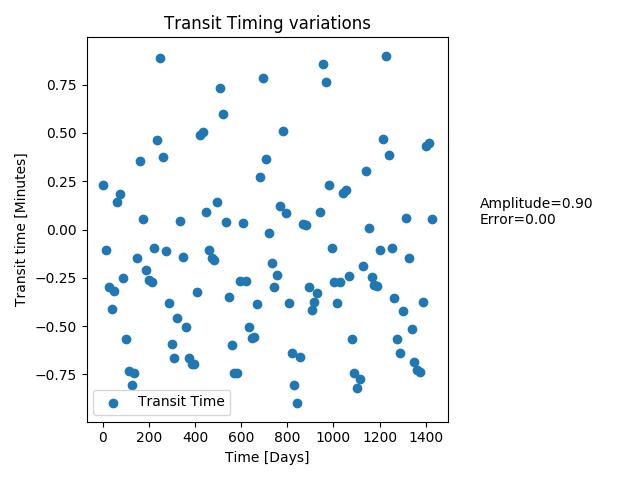 Transit Timing variations
Transit time [Minutes]
0.75
0.50
0.25
0.00
−0.25
−0.50
−0.75
Amplitude=0.90
Error=0.00
Transit Time
0 200 400 600 800 1000 1200 1400
Time [Days]